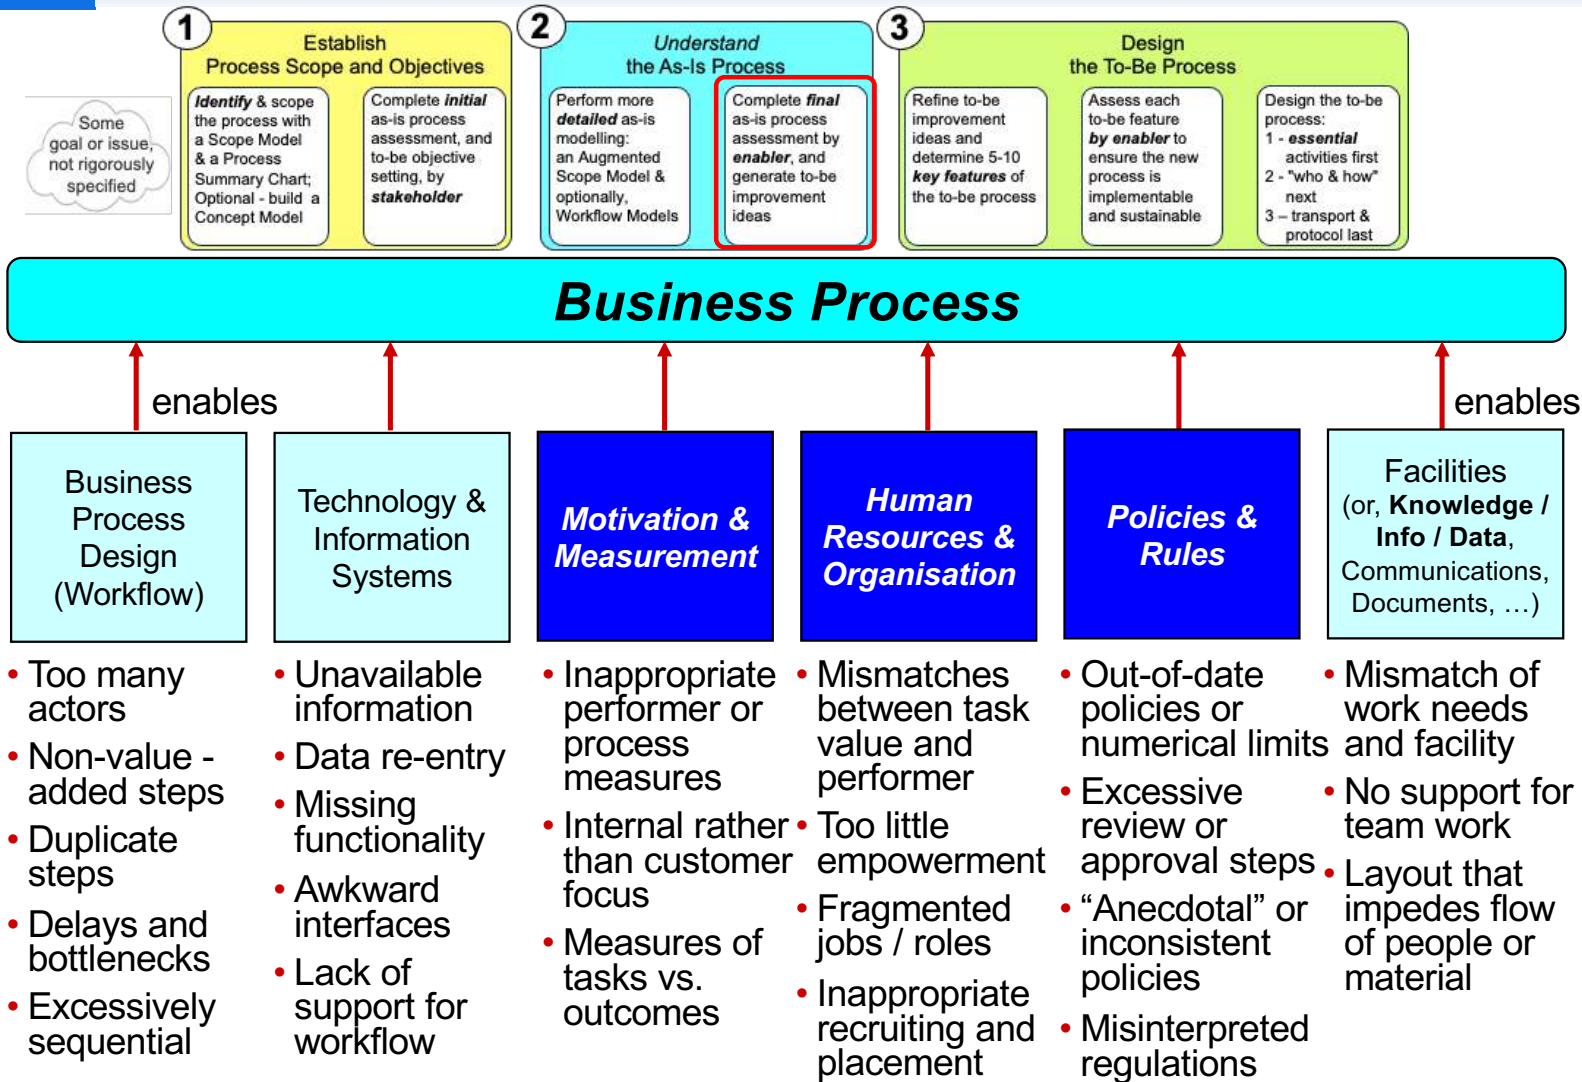 1
Establish
Process Scope and Objectives
Identify & scope
the process with
a Scope Model
& a Process
Summary Chart;
Optional - build a
Concept Model
Complete initial
as-is process
assessment, and
to-be objective
setting, by
stakeholder
2
Understand
the As-Is Process
Perform more
detailed as-is
modelling:
an Augmented
Scope Model &
optionally,
Workflow Models
Complete final
as-is process
assessment by
enabler, and
generate to-be
improvement
ideas
3
Design
the To-Be Process
Refine to-be
improvement
ideas and
determine 5-10
key features of
the to-be process
Assess each
to-be feature
by enabler to
ensure the new
process is
implementable
and sustainable
Design the to-be
process:
1 - essential
activities first
2 - "who & how"
next
3 – transport &
protocol last
Some
goal or issue,
not rigorously
specified
Business Process
enables
enables
Business
Process
Design
(Workflow)
Technology &
Information
Systems
Motivation &
Measurement
Human
Resources &
Organisation
Policies &
Rules
Facilities
(or, Knowledge /
Info / Data,
Communications,
Documents, …)
• Too many
actors
• Non-value -
added steps
• Duplicate
steps
• Delays and
bottlenecks
• Excessively
sequential
• Unavailable
information
• Data re-entry
• Missing
functionality
• Awkward
interfaces
• Lack of
support for
workflow
• Inappropriate
performer or
process
measures
• Internal rather
than customer
focus
• Measures of
tasks vs.
outcomes
• Mismatches
between task
value and
performer
• Too little
empowerment
• Fragmented
jobs / roles
• Inappropriate
recruiting and
placement
• Out-of-date
policies or
numerical limits
• Excessive
review or
approval steps
• “Anecdotal” or
inconsistent
policies
• Misinterpreted
regulations
• Mismatch of
work needs
and facility
• No support for
team work
• Layout that
impedes flow
of people or
material